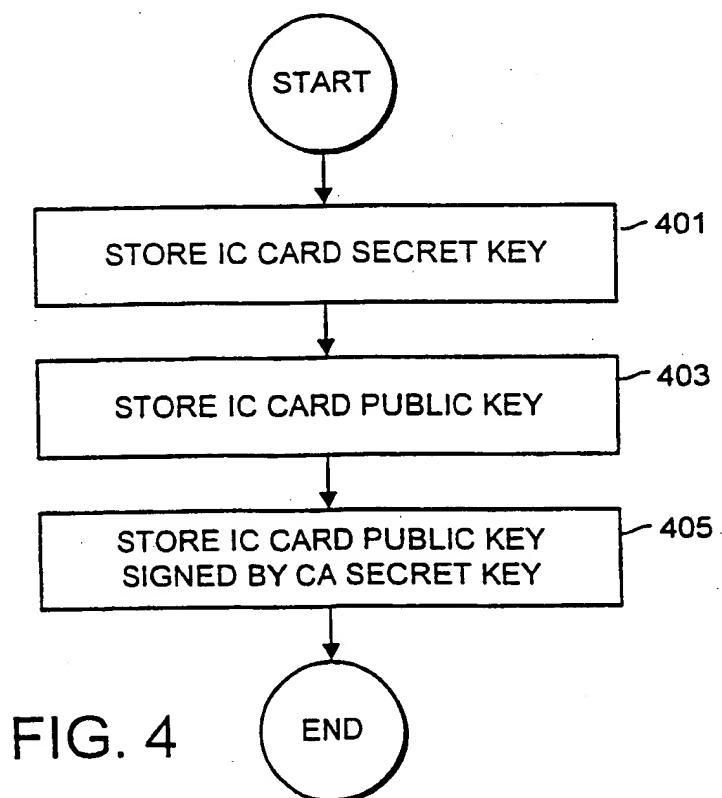 START
STORE IC CARD SECRET KEY
401
STORE IC CARD PUBLIC KEY
403
STORE IC CARD PUBLIC KEY
SIGNED BY CA SECRET KEY
405
END
FIG. 4